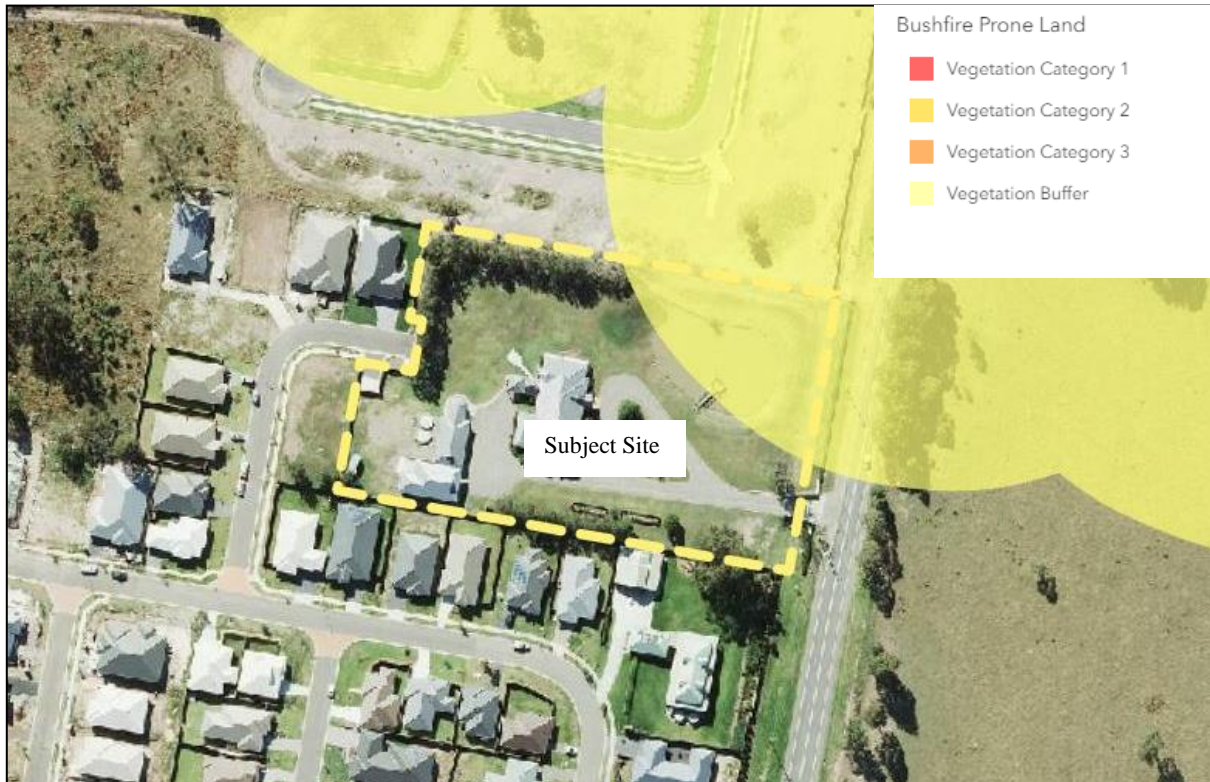 Bushfire Prone Land
Vegetation Category 1
Vegetation Category 2
Vegetation Category 3
Vegetation Buffer
Subject Site